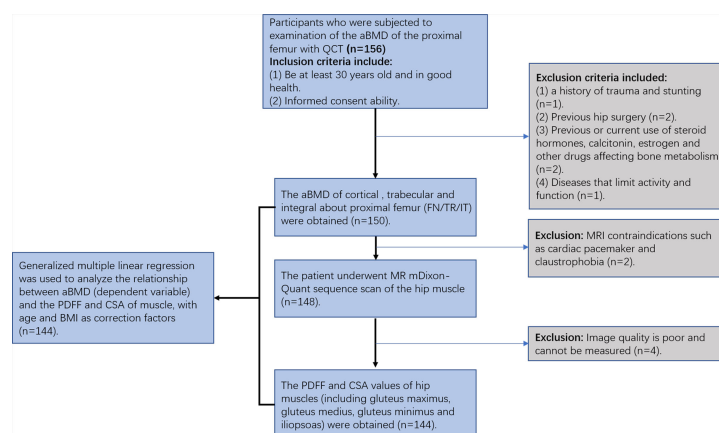 Participants who were subjected to
examination of the aBMD of the proximal
femur with QCT (n=156)
Inclusion criteria include:
(1) Be at least 30 years old and in good
health.
(2) Informed consent ability.
Exclusion criteria included:
(1) a history of trauma and stunting
(n=1).
(2) Previous hip surgery (n=2).
(3) Previous or current use of steroid
hormones, calcitonin, estrogen and
other drugs affecting bone metabolism
(n=2).
(4) Diseases that limit activity and
function (n=1).
The aBMD of cortical , trabecular and
integral about proximal femur (FN/TR/IT)
were obtained (n=150).
Exclusion: MRI contraindications such
as cardiac pacemaker and
claustrophobia (n=2).
Generalized multiple linear regression
was used to analyze the relationship
between aBMD (dependent variable)
and the PDFF and CSA of muscle, with
age and BMI as correction factors
(n=144).
The patient underwent MR mDixon-
Quant sequence scan of the hip muscle
(n=148).
Exclusion: Image quality is poor and
cannot be measured (n=4).
The PDFF and CSA values of hip
muscles (including gluteus maximus,
gluteus medius, gluteus minimus and
iliopsoas) were obtained (n=144).